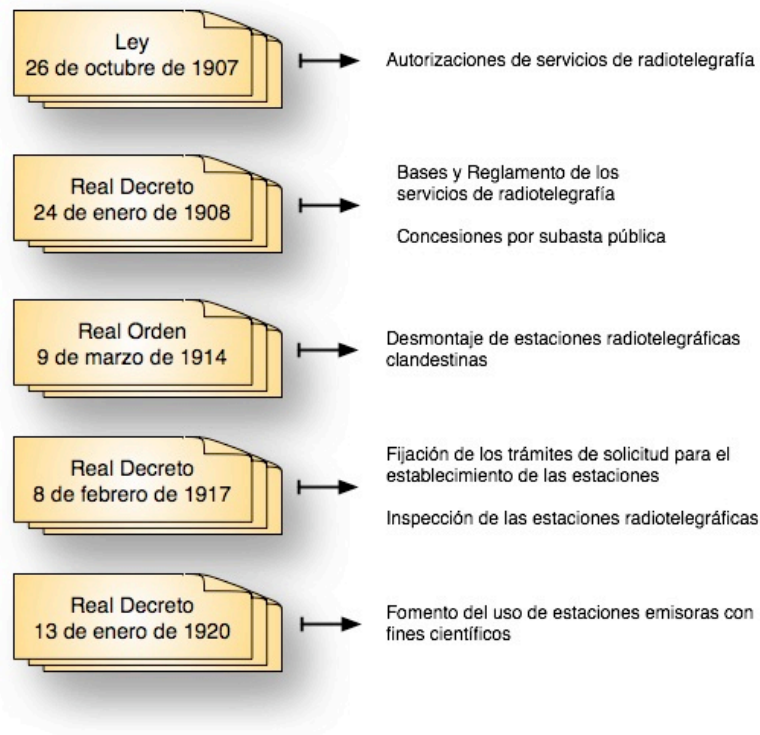 Ley
26 de octubre de 1907
Autorizaciones de servicios de radiotelegrafía
Real Decreto
24 de enero de 1908
Bases y Reglamento de los
servicios de radiotelegrafía
Concesiones por subasta pública
Real Orden
9 de marzo de 1914
Desmontaje de estaciones radiotelegráficas
clandestinas
Real Decreto
8 de febrero de 1917
Fijación de los trámites de solicitud para el
establecimiento de las estaciones
Inspección de las estaciones radiotelegráficas
Real Decreto
13 de enero de 1920
Fomento del uso de estaciones emisoras con
fines científicos